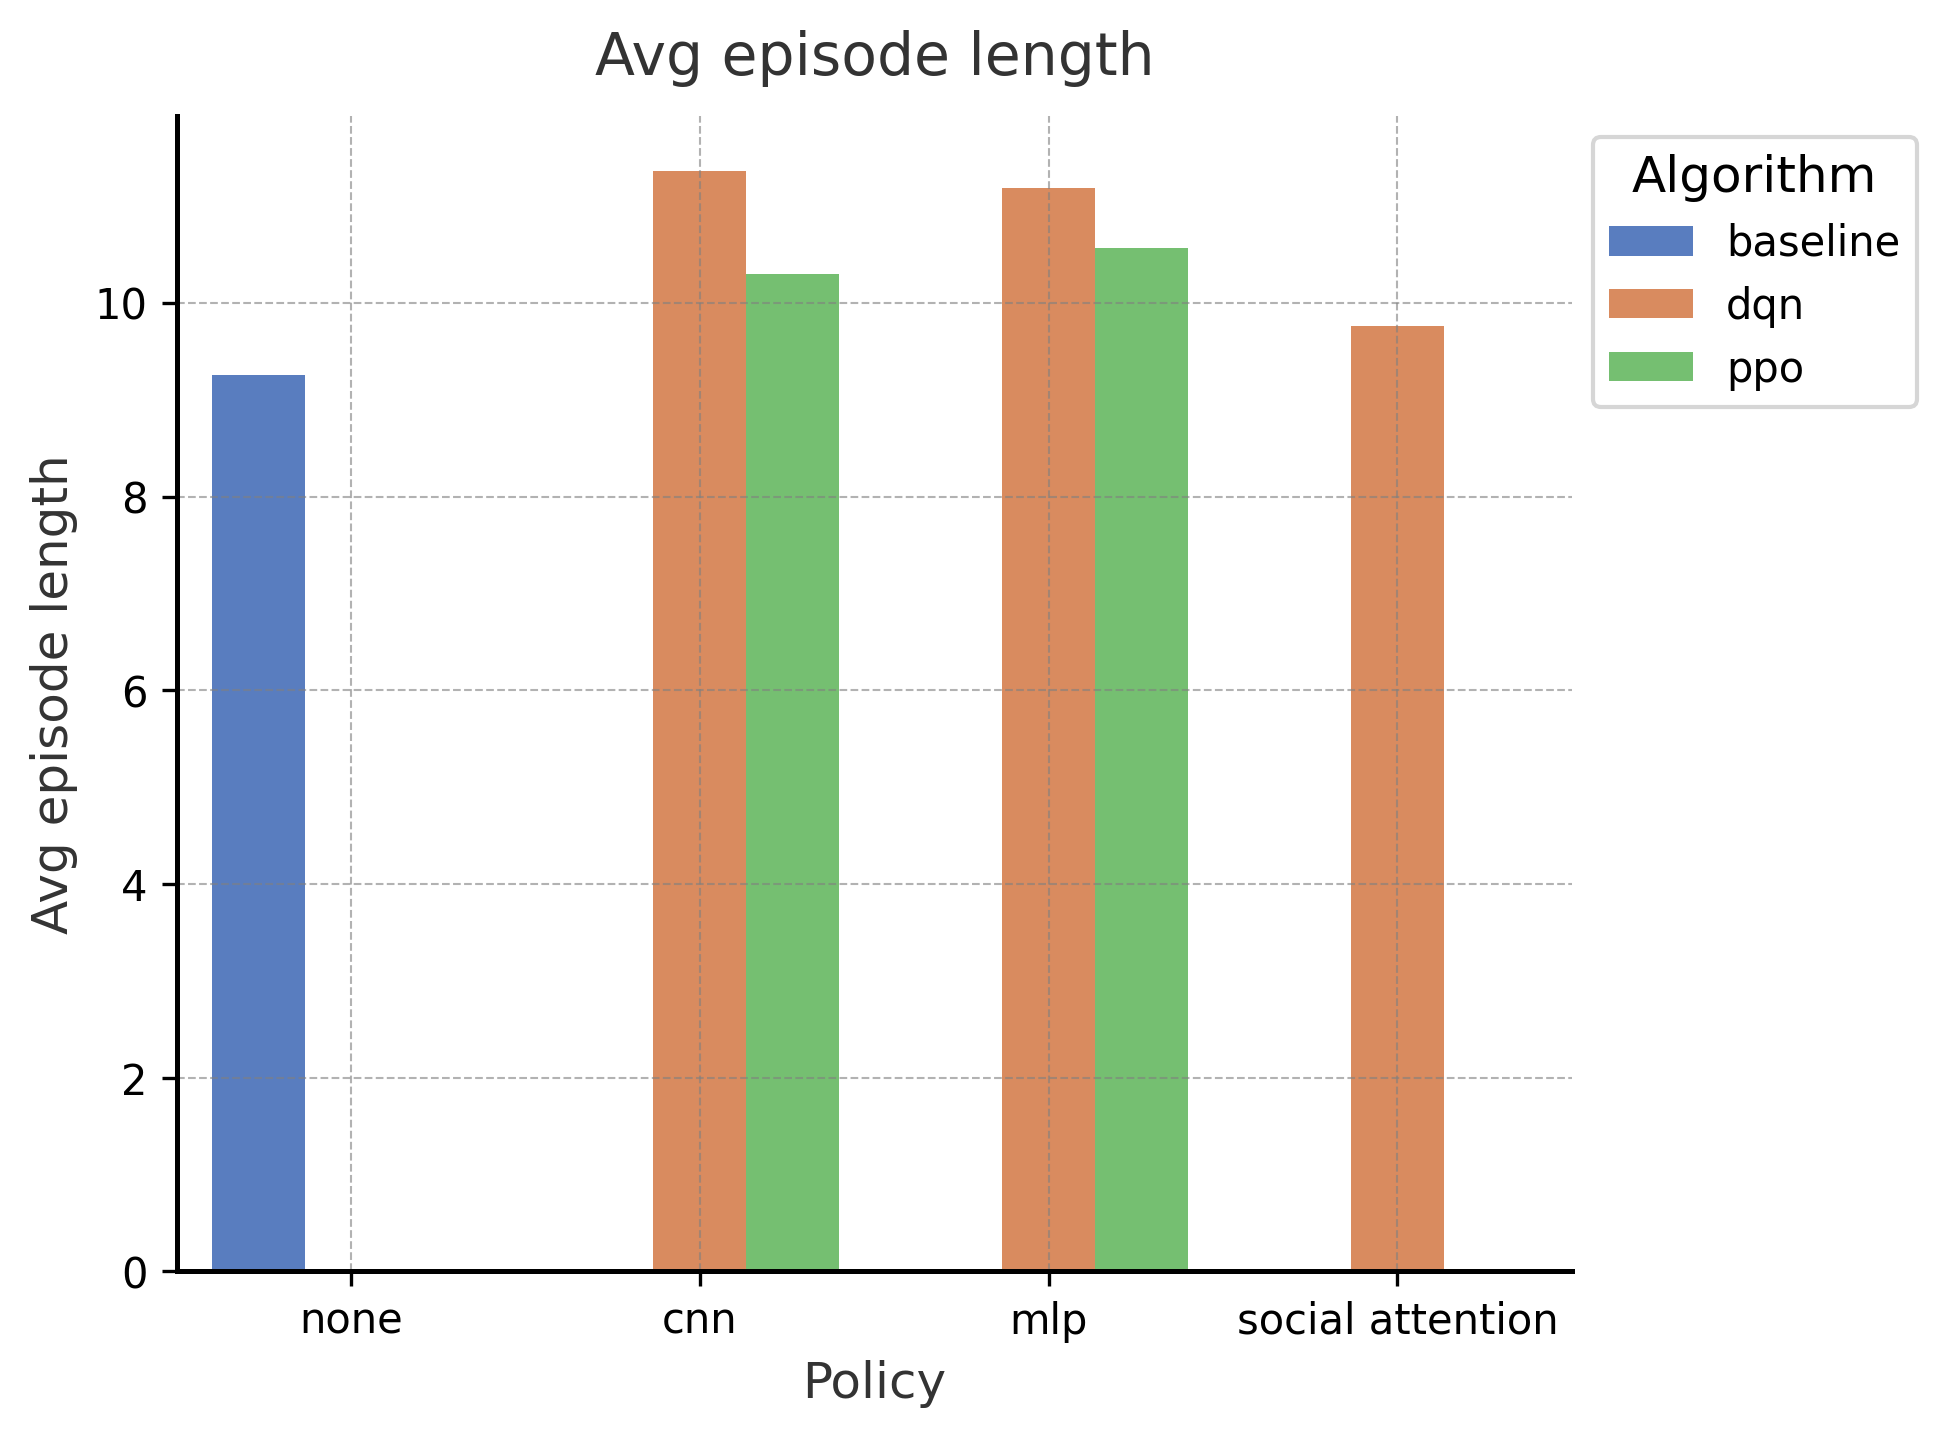 Avg episode length
Avg episode length
10
8
6
4
2
0
none
cnn
mlp
social attention
Policy
Algorithm
baseline
dqn
ppo